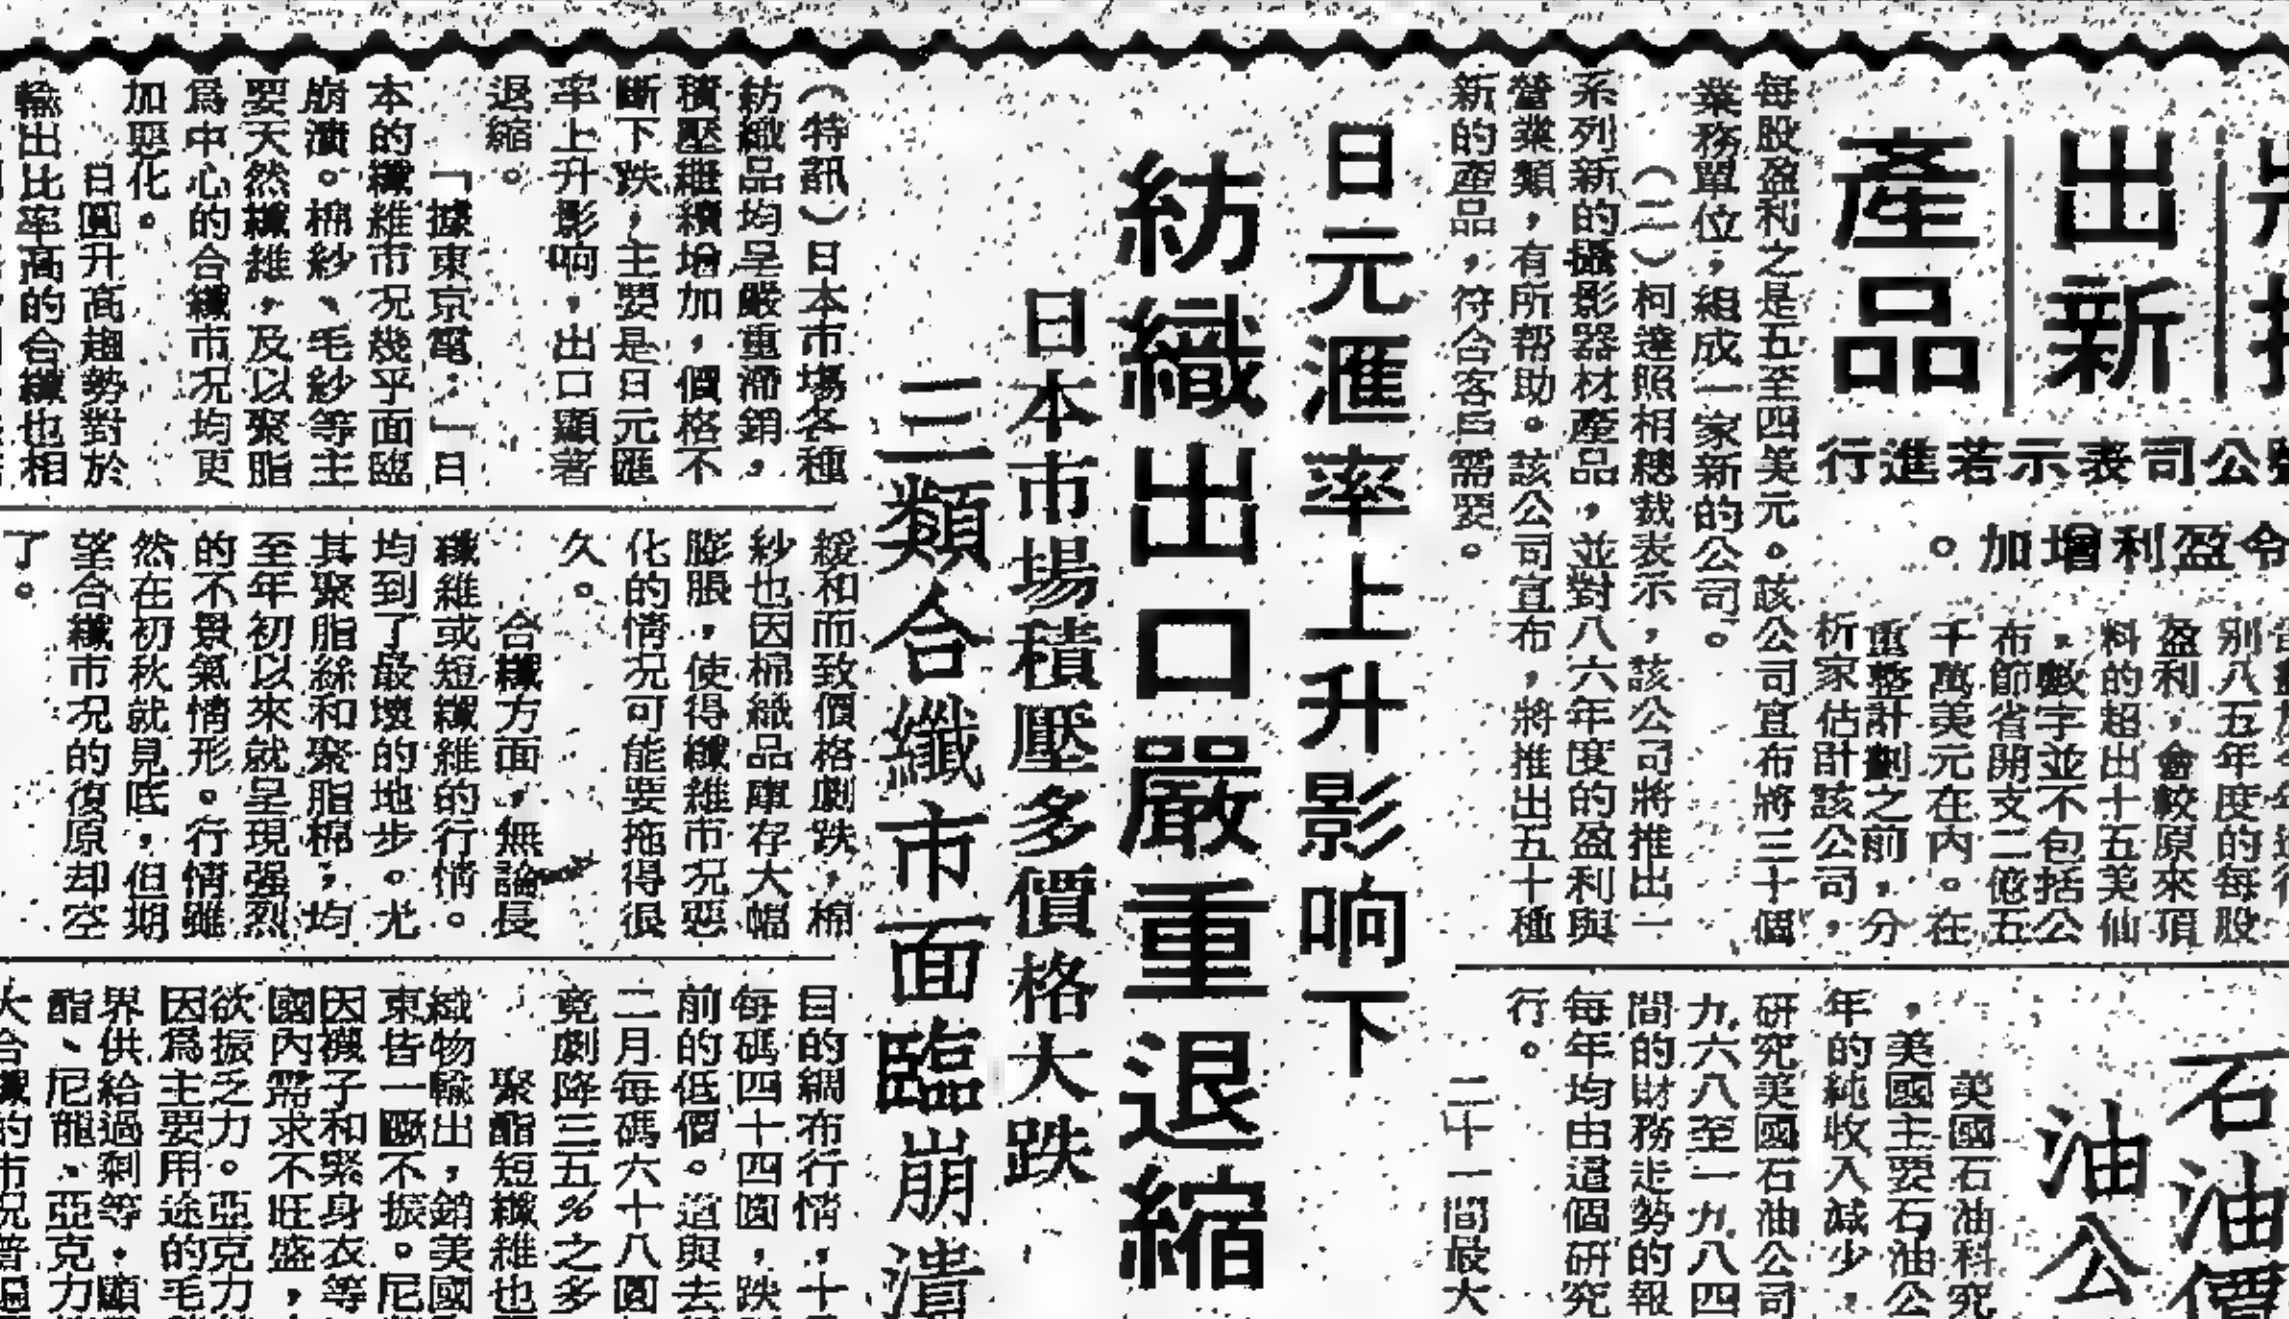 產品
出新
行進若示表司公
。加增利盈令
别八五年度的每股
盈利，會較原來預
料的超出十五美仙
，數字並不包括公
布節省開支二億五
千萬美元在內。在
重整計劃之前，分
析家估計該公司，
每股盈利之是五至四美元。該公司宣布將三十個
業務單位，組成一家新的公司。
（二）柯達照相總裁表示，該公司將推出一
系列新的攝影器材產品，並對八六年度的盈利與
營業類，有所帮助。該公司宣布，將推出五十種
新的產品，符合客戶需要。
石油價
油公
美國石油科究
，美國主要石油公
年的純收入減少，
研究美國石油公司
九六八至一九八四
間的財務走勢的報
每年均由這個研究
行。
二十一間最大
日元滙率上升影响下
紡織出口嚴重退縮
日本市場積壓多價格大跌
三類合纖市面臨崩潰
（特訊）日本市場各種
紡織品均呈嚴重滯銷，
積壓繼續增加，價格不
斷下跌，主要是日元匯
率上升影响，出口顯著
退縮。
「據東京電：」日
本的纖維市况幾乎面臨
崩潰。棉紗、毛紗等主
要天然纖維，及以聚脂
爲中心的合纖市况均更
加惡化。
日圓升高趨勢對於
輸出比率高的合纖也相
緩和而致價格劇跌，棉
紗也因棉織品庫存大幅
膨脹，使得纖維市况惡
化的情况可能要拖得很
久。
合纖方面，無論長
纖維或短纖維的行情。
均到了最壞的地步。尤
其聚脂絲和聚脂棉，均
至年初以來就呈現强烈
的不景氣情形。行情雖
然在初秋就見底，但期
望合纖市况的復原却空
了。
目的綢布行情，十
每碼四十四圓，跌
前的低價。這與去
二月每碼六十八圓
竟劇降三五％之多
聚酯短纖維也
織物輸出，銷美國
東皆一蹶不振。尼
因襪子和緊身衣等
國內需求不旺盛，
欲振乏力。亞克力
因爲主要用途的毛
界供給過剩等，顯
酯、尼龍、亞克力
大合纖的市况普遍